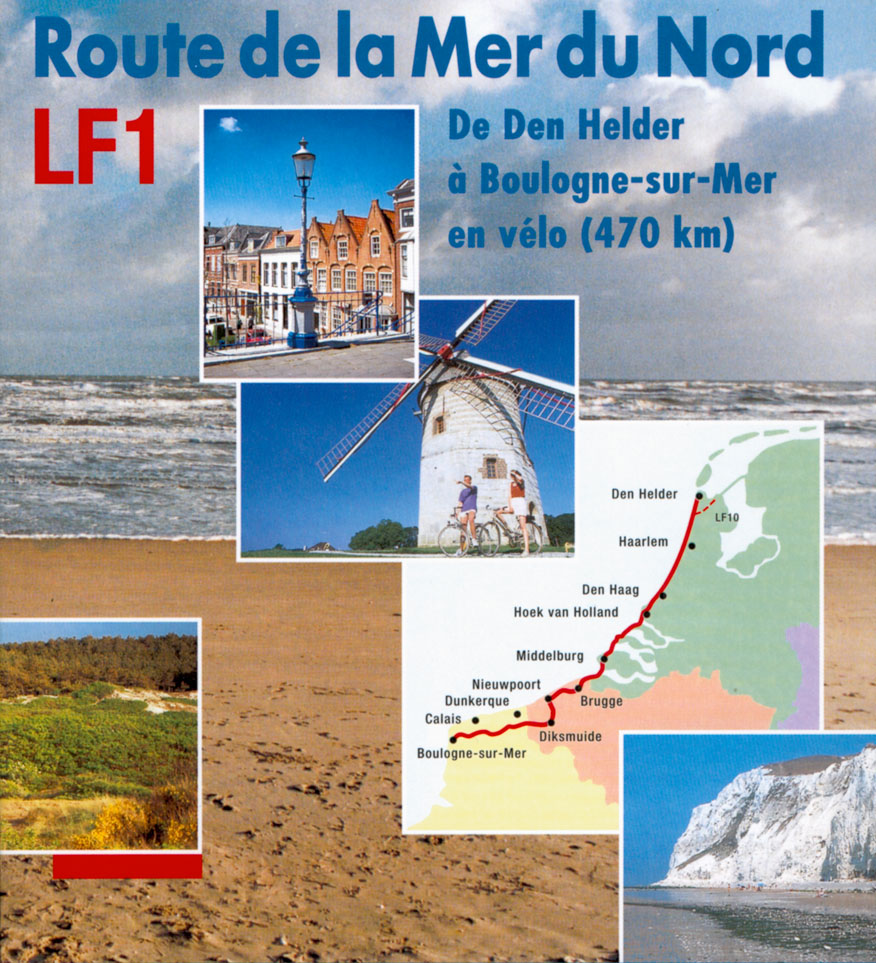 Route de la Mer du Nord
LF1
De Den Helder
à Boulogne-sur-Mer
en vélo (470 km)
Den Helder
LF10
Haarlem
Den Haag
Hoek van Holland
Middelburg
Nieuwpoort
Brugge
Dunkerque
Calais
Diksmuide
Boulogne-sur-Mer